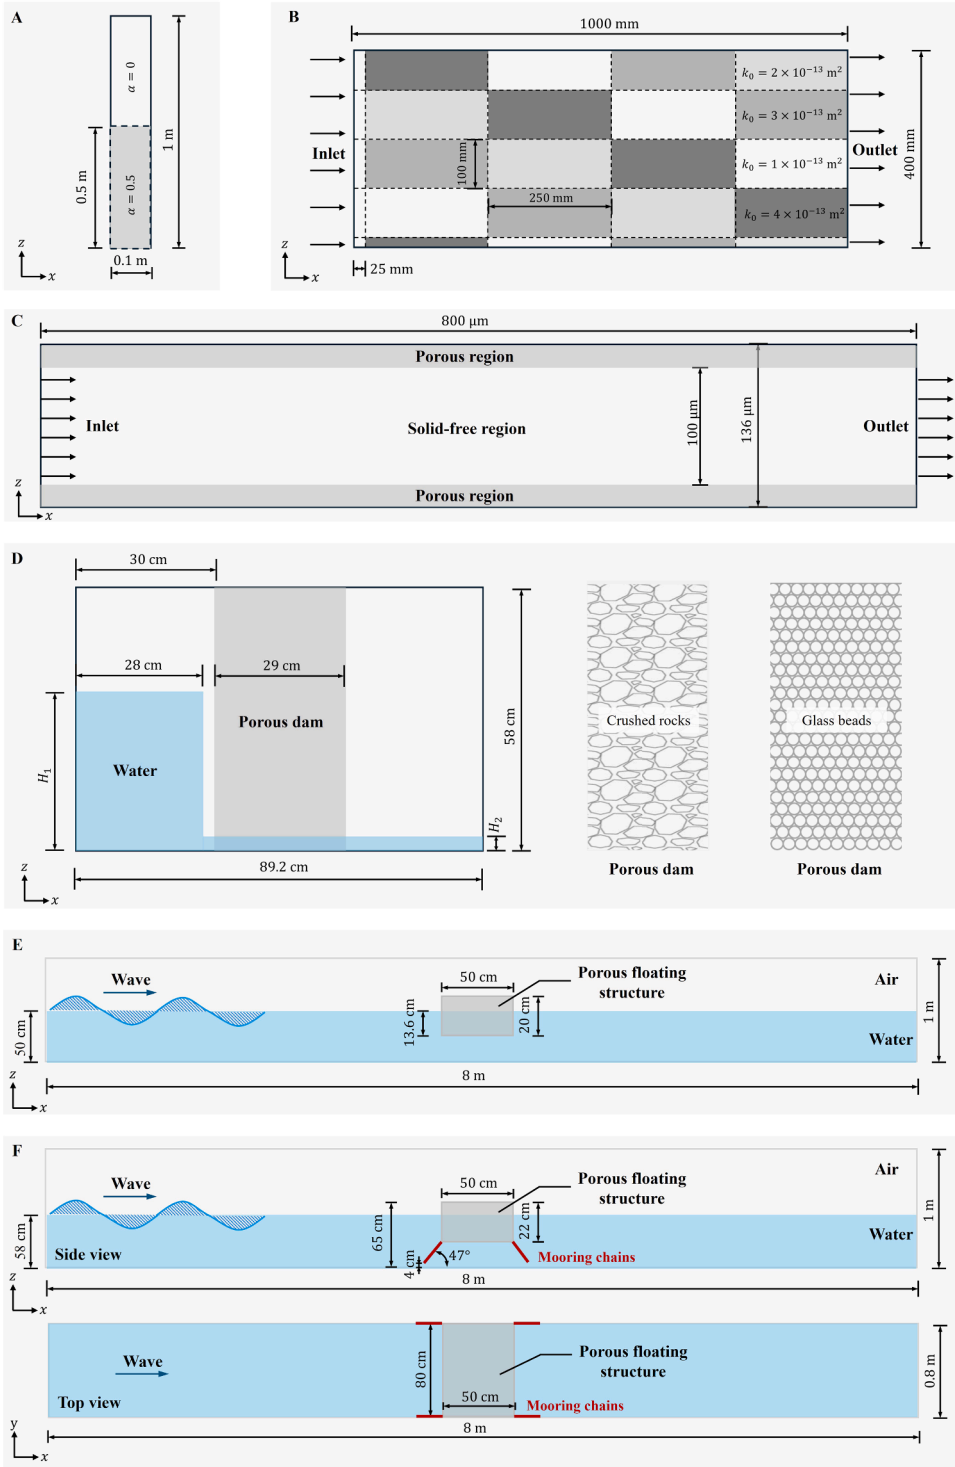 A
α = 0
1 m
0.5 m
α = 0.5
z
x
0.1 m
B
1000 mm
k₀ = 2 × 10⁻¹³ m²
k₀ = 3 × 10⁻¹³ m²
Inlet
100 mm
k₀ = 1 × 10⁻¹³ m²
Outlet
400 mm
250 mm
k₀ = 4 × 10⁻¹³ m²
z
x
25 mm
C
800 μm
Porous region
Inlet
Solid-free region
100 μm
136 μm
Outlet
Porous region
z
x
D
30 cm
28 cm
29 cm
Porous dam
58 cm
Crushed rocks
Glass beads
H₁
Water
H₂
89.2 cm
Porous dam
Porous dam
z
x
E
Wave
50 cm
Porous floating
structure
Air
1 m
50 cm
13.6 cm
20 cm
Water
8 m
z
x
F
Wave
50 cm
Porous floating
structure
Air
1 m
58 cm
65 cm
22 cm
Water
Side view
4 cm
47°
Mooring chains
8 m
z
x
Wave
80 cm
Porous floating
structure
0.8 m
50 cm
Top view
Mooring chains
8 m
y
x